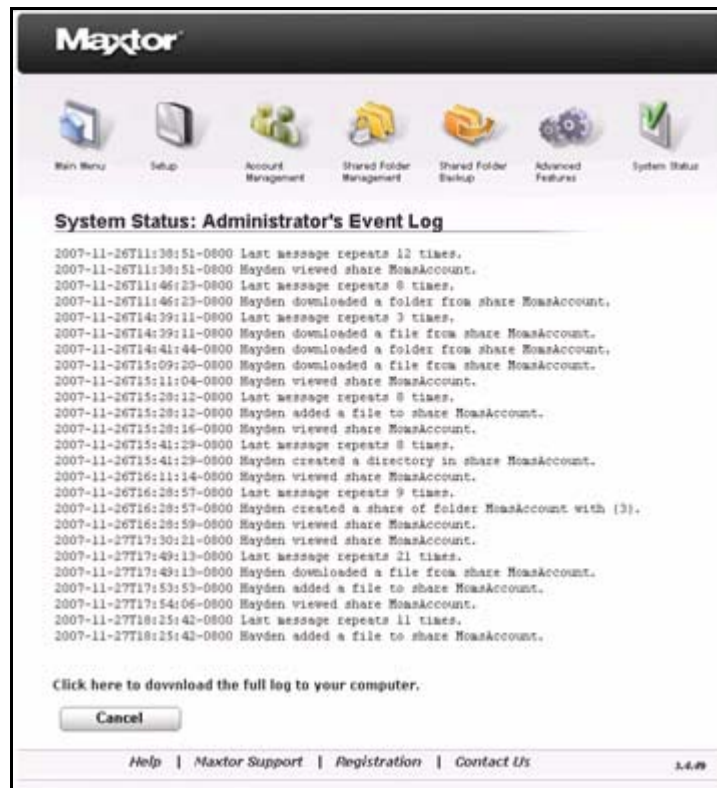 Maxtor
Main Menu
Setup
Account Management
Shared Folder Management
Shared Folder Backup
Advanced Features
System Status
System Status: Administrator's Event Log
2007-11-26T11:38:51-0800 Last message repeats 12 times.
2007-11-26T11:38:51-0800 Hayden viewed share MomsAccount.
2007-11-26T11:46:23-0800 Last message repeats 8 times.
2007-11-26T11:46:23-0800 Hayden downloaded a folder from share MomsAccount.
2007-11-26T14:39:11-0800 Last message repeats 3 times.
2007-11-26T14:39:11-0800 Hayden downloaded a file from share MomsAccount.
2007-11-26T14:41:44-0800 Hayden downloaded a folder from share MomsAccount.
2007-11-26T15:09:20-0800 Hayden downloaded a file from share MomsAccount.
2007-11-26T15:11:04-0800 Hayden viewed share MomsAccount.
2007-11-26T15:28:12-0800 Last message repeats 8 times.
2007-11-26T15:28:12-0800 Hayden added a file to share MomsAccount.
2007-11-26T15:28:16-0800 Hayden viewed share MomsAccount.
2007-11-26T15:41:29-0800 Last message repeats 8 times.
2007-11-26T15:41:29-0800 Hayden created a directory in share MomsAccount.
2007-11-26T16:11:14-0800 Hayden viewed share MomsAccount.
2007-11-26T16:28:57-0800 Last message repeats 9 times.
2007-11-26T16:28:57-0800 Hayden created a share of folder MomsAccount with (3).
2007-11-26T16:28:59-0800 Hayden viewed share MomsAccount.
2007-11-27T17:30:21-0800 Hayden viewed share MomsAccount.
2007-11-27T17:49:13-0800 Last message repeats 21 times.
2007-11-27T17:49:13-0800 Hayden downloaded a file from share MomsAccount.
2007-11-27T17:53:53-0800 Hayden added a file to share MomsAccount.
2007-11-27T17:54:06-0800 Hayden viewed share MomsAccount.
2007-11-27T18:25:42-0800 Last message repeats 11 times.
2007-11-27T18:25:42-0800 Hayden added a file to share MomsAccount.
Click here to download the full log to your computer.
Cancel
Help | Maxtor Support | Registration | Contact Us